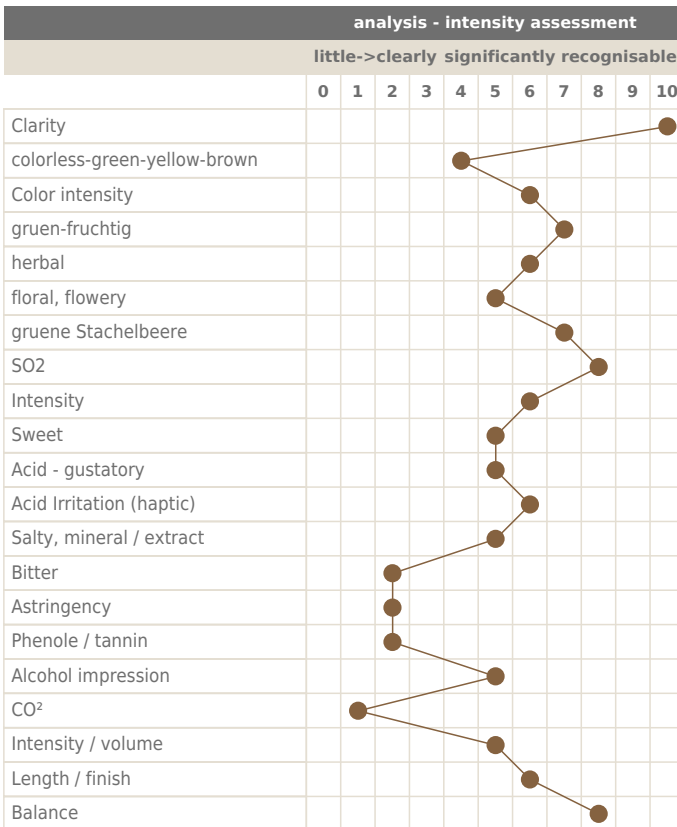 analysis - intensity assessment
little->clearly significantly recognisable
0 1 2 3 4 5 6 7 8 9 10
Clarity
colorless-green-yellow-brown
Color intensity
gruen-fruchtig
herbal
floral, flowery
gruene Stachelbeere
SO2
Intensity
Sweet
Acid - gustatory
Acid Irritation (haptic)
Salty, mineral / extract
Bitter
Astringency
Phenole / tannin
Alcohol impression
CO²
Intensity / volume
Length / finish
Balance